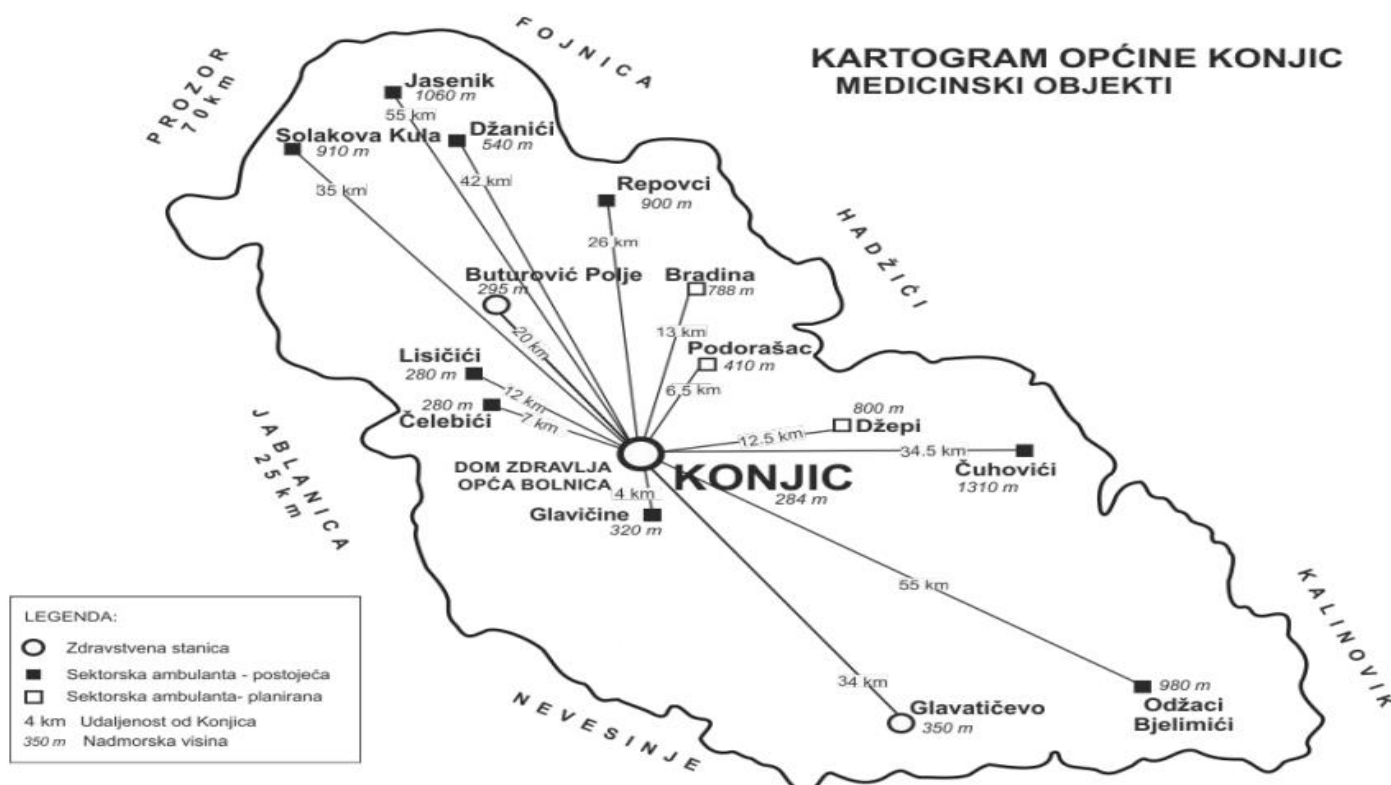 KARTOGRAM OPĆINE KONJIC
MEDICINSKI OBJEKTI
FOJNICA
PROZOR
70km
HADŽIĆI
JABLANICA
25km
KALINOVIK
NEVESINJE
Jasenik
1060 m
55 km
Džanići
540 m
42 km
Solakova Kula
910 m
35 km
Repovci
900 m
26 km
Buturović Polje
295 m
20 km
Bradina
788 m
13 km
Podorašac
410 m
6.5 km
Lisičići
280 m
12 km
280 m
Čelebići
7 km
800 m
Džepi
12.5 km
34.5 km
Čuhovići
1310 m
DOM ZDRAVLJA
OPĆA BOLNICA
KONJIC
284 m
4 km
Glavičine
320 m
55 km
980 m
Odžaci
Bjelimići
34 km
Glavatičevo
350 m
LEGENDA:
Zdravstvena stanica
Sektorska ambulanta - postojeća
Sektorska ambulanta- planirana
4 km Udaljenost od Konjica
350 m Nadmorska visina